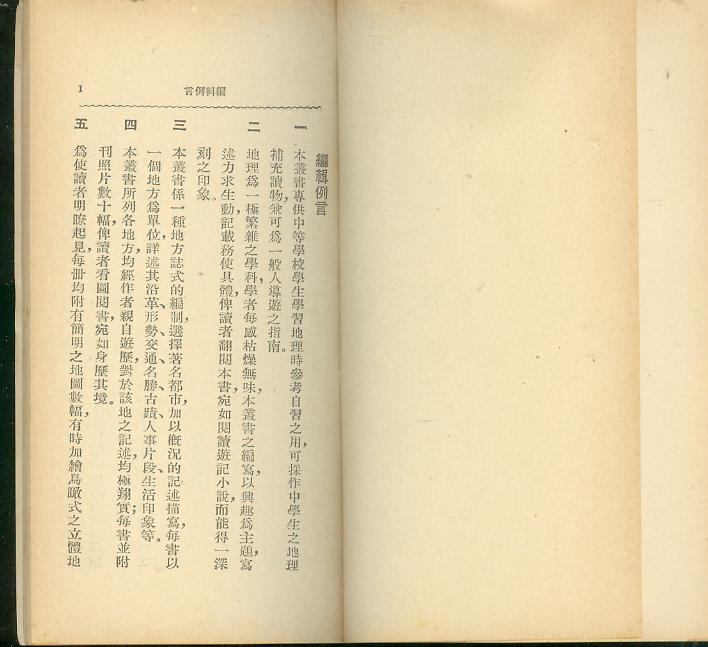 編輯例言
一 本叢書專供中等學校學生學習地理時參考自習之用，可採作中學生之地理
補充讀物，兼可爲一般人導遊之指南。
二 地理爲一極繁雜之學科，學者每感枯燥無味，本叢書之編寫，以興趣爲主題，寫
述力求生動，記載務使具體，俾讀者翻閱本書，宛如閱讀遊記小說，而能得一深
刻之印象。
三 本叢書係一種地方誌式的編制，選擇著名都市，加以概況的記述描寫，每書以
一個地方爲單位，詳述其沿革、形勢、交通、名勝古蹟、人事片段、生活印象等。
四 本叢書所列各地方，均經作者親自遊歷，對於該地之記述，均極翔實；每書並附
刊照片數十幅，俾讀者看圖閱書，宛如身歷其境。
五 爲使讀者明瞭起見，每冊均附有簡明之地圖數幅，有時加繪鳥瞰式之立體地
編輯例言
1